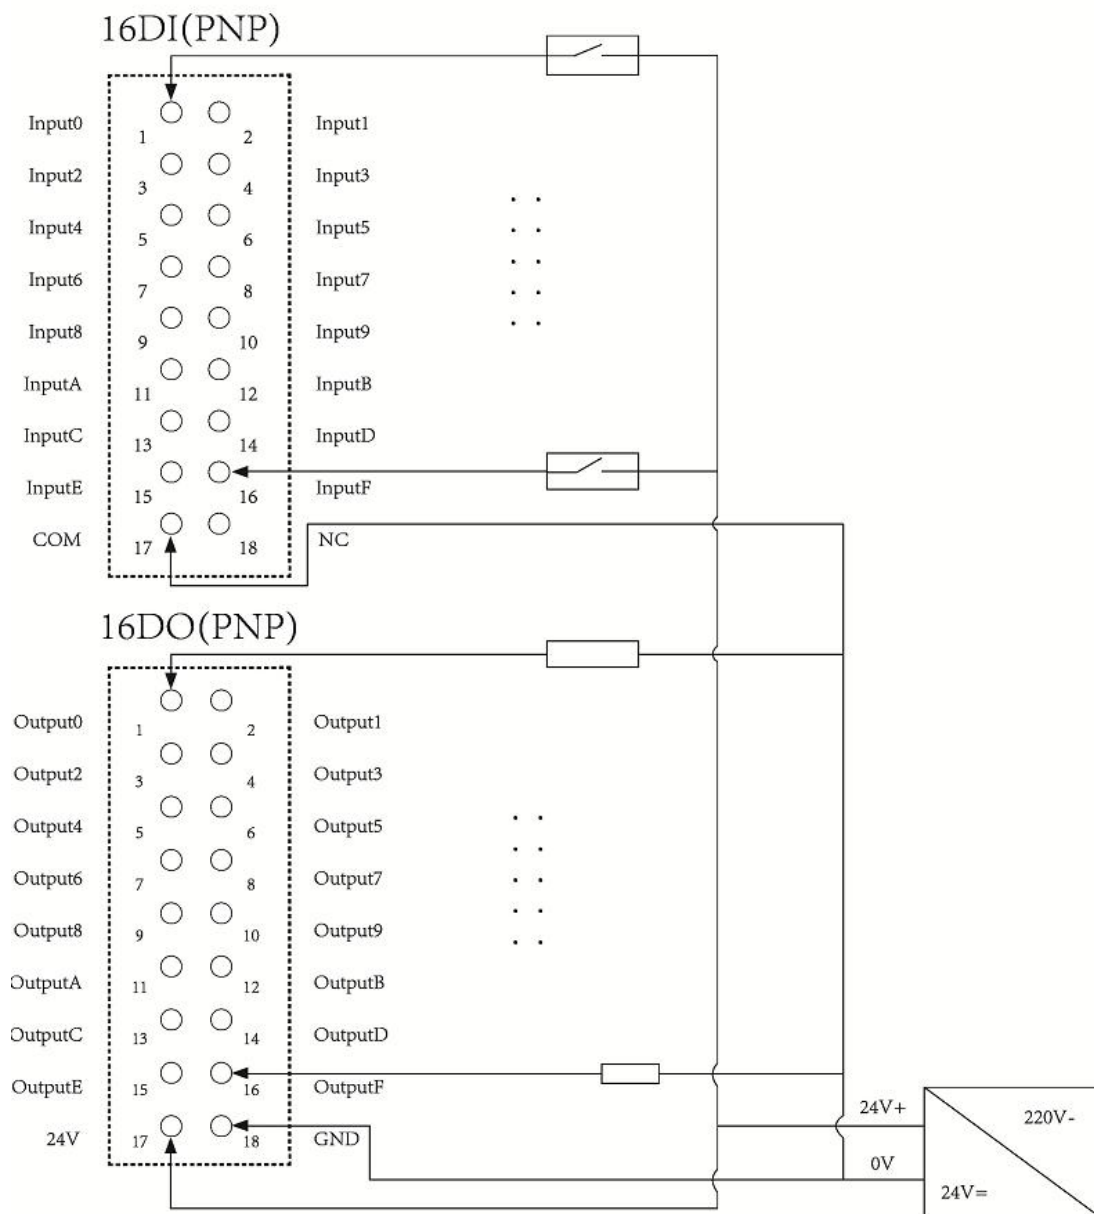 16DI(PNP)
Input0 1 2 Input1
Input2 3 4 Input3
Input4 5 6 Input5
Input6 7 8 Input7
Input8 9 10 Input9
InputA 11 12 InputB
InputC 13 14 InputD
InputE 15 16 InputF
COM 17 18 NC
16DO(PNP)
Output0 1 2 Output1
Output2 3 4 Output3
Output4 5 6 Output5
Output6 7 8 Output7
Output8 9 10 Output9
OutputA 11 12 OutputB
OutputC 13 14 OutputD
OutputE 15 16 OutputF
24V 17 18 GND
24V+
220V-
0V
24V=